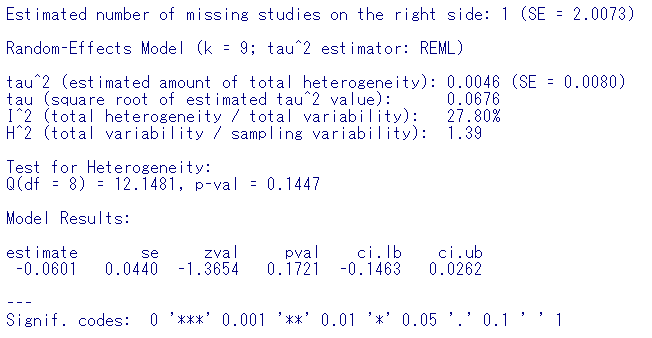 Estimated number of missing studies on the right side: 1 (SE = 2.0073)
Random-Effects Model (k = 9; tau^2 estimator: REML)
tau^2 (estimated amount of total heterogeneity): 0.0046 (SE = 0.0080)
tau (square root of estimated tau^2 value):      0.0676
I^2 (total heterogeneity / total variability):   27.80%
H^2 (total variability / sampling variability):  1.39
Test for Heterogeneity:
Q(df = 8) = 12.1481, p-val = 0.1447
Model Results:
estimate      se     zval    pval    ci.lb   ci.ub
 -0.0601  0.0440  -1.3654  0.1721  -0.1463  0.0262
---
Signif. codes:  0 '***' 0.001 '**' 0.01 '*' 0.05 '.' 0.1 ' ' 1